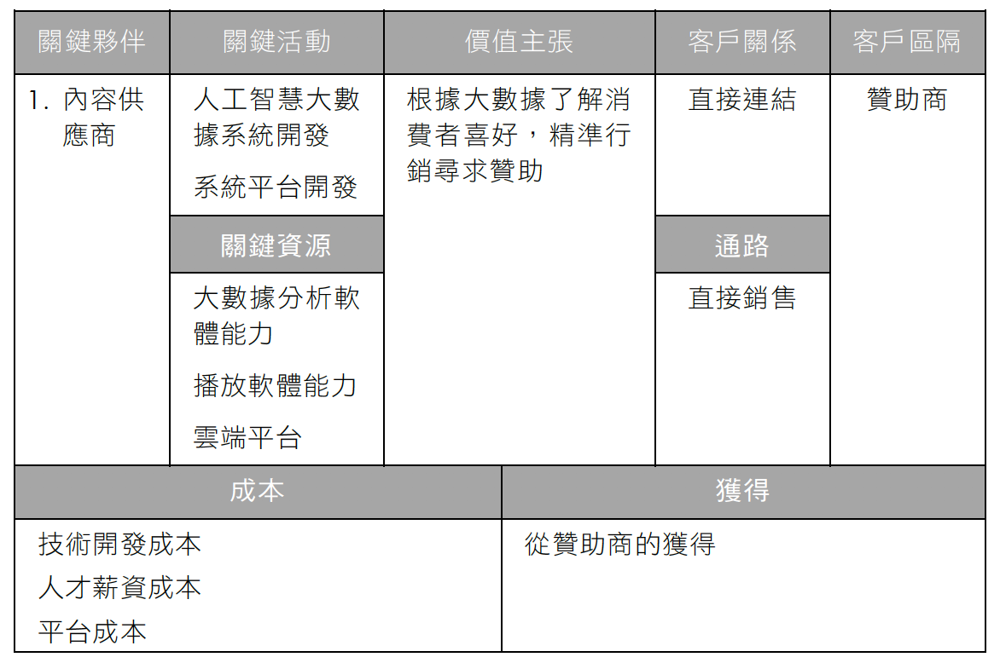 關鍵夥伴
關鍵活動
價值主張
客戶關係
客戶區隔
1. 內容供
應商
人工智慧大數
據系統開發
系統平台開發
根據大數據了解消
費者喜好，精準行
銷尋求贊助
直接連結
贊助商
關鍵資源
通路
大數據分析軟
體能力
播放軟體能力
雲端平台
直接銷售
成本
獲得
技術開發成本
人才薪資成本
平台成本
從贊助商的獲得